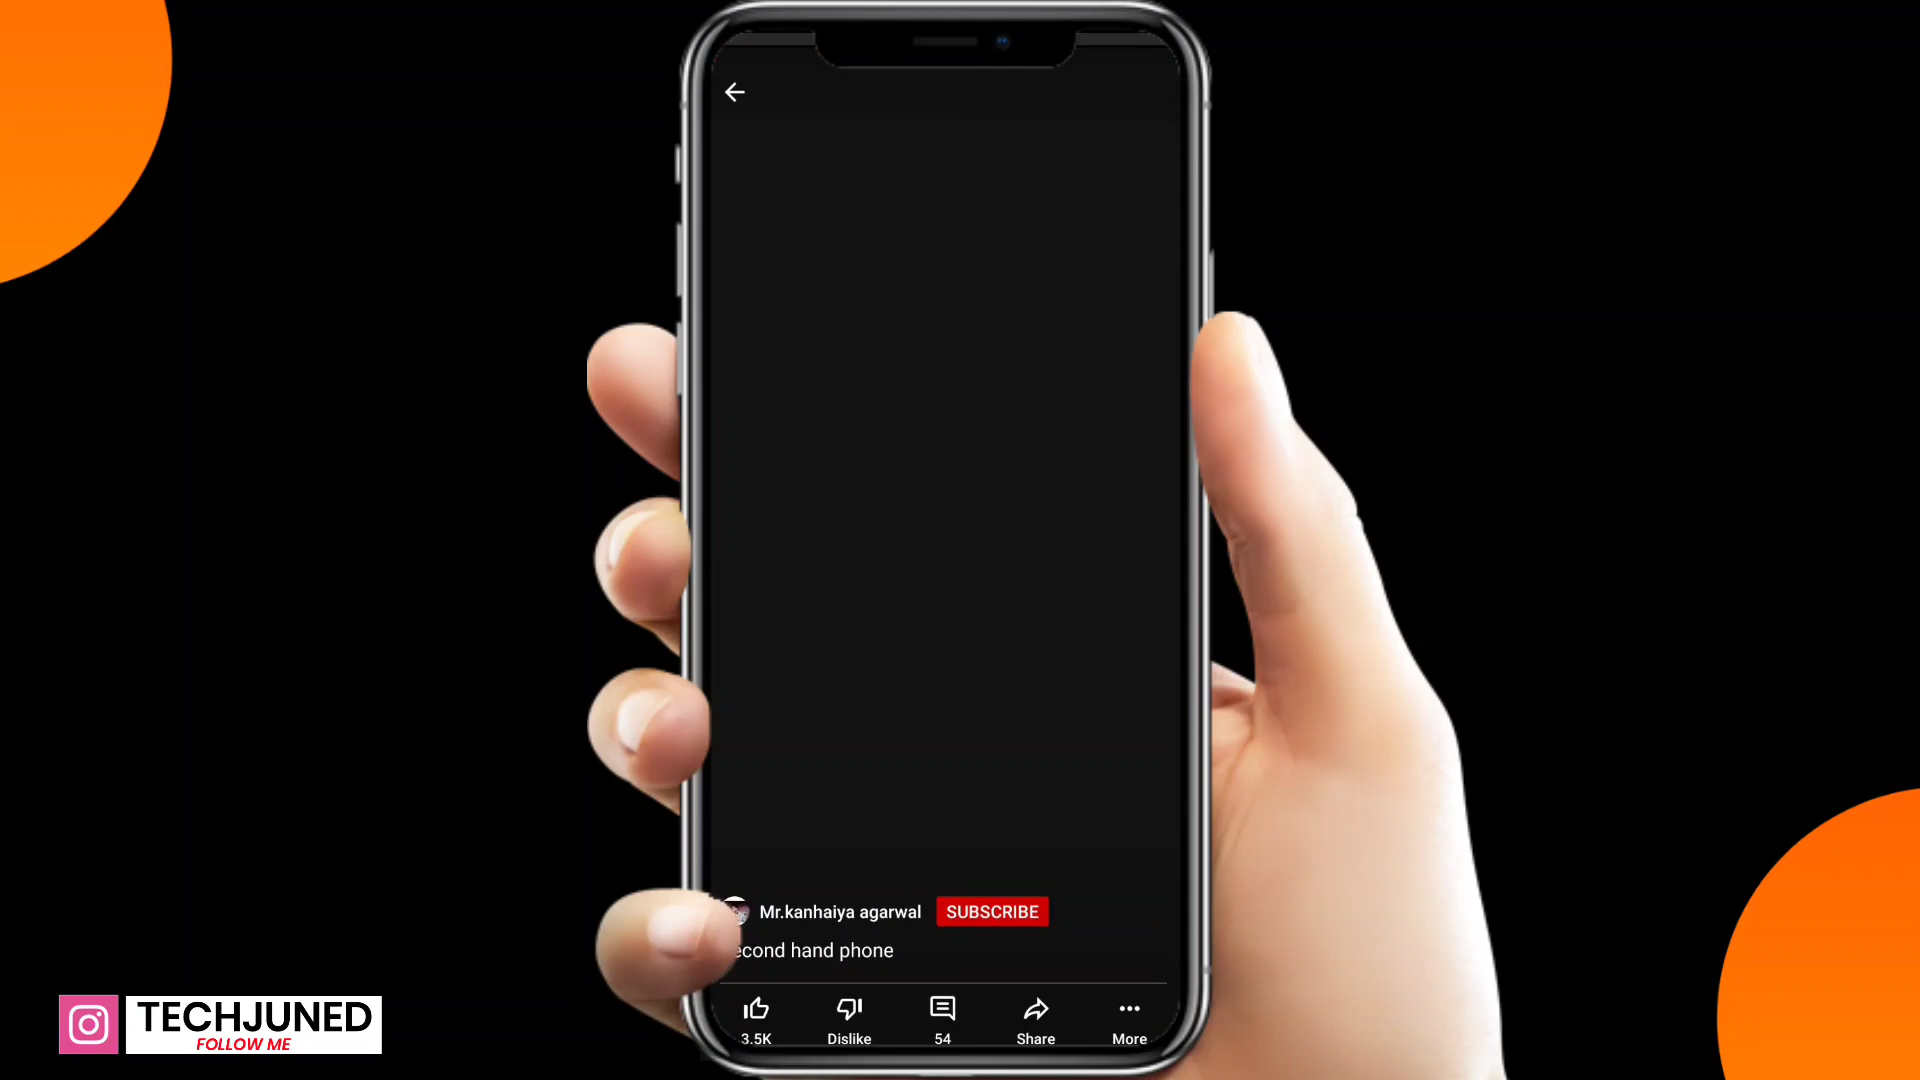 Mr.kanhaiya agarwal SUBSCRIBE
econd hand phone
3.5K Dislike 54 Share More
TECHJUNED
FOLLOW ME